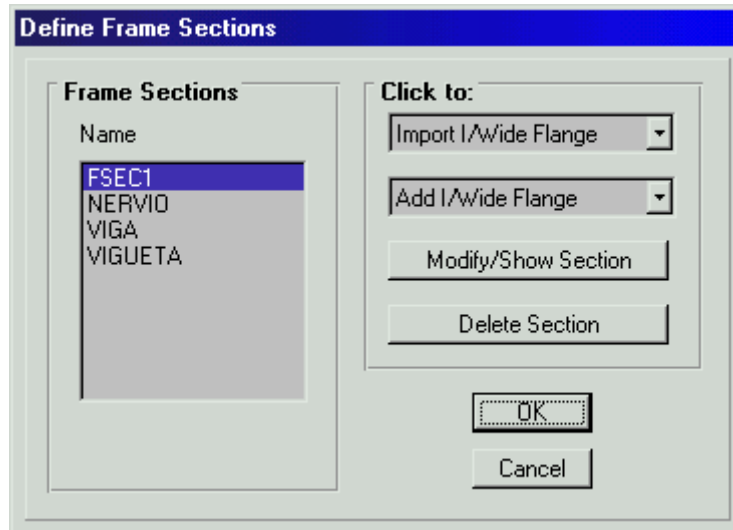 Define Frame Sections
Frame Sections
Name
FSEC1
NERVIO
VIGA
VIGUETA
Click to:
Import I/Wide Flange
Add I/Wide Flange
Modify/Show Section
Delete Section
OK
Cancel